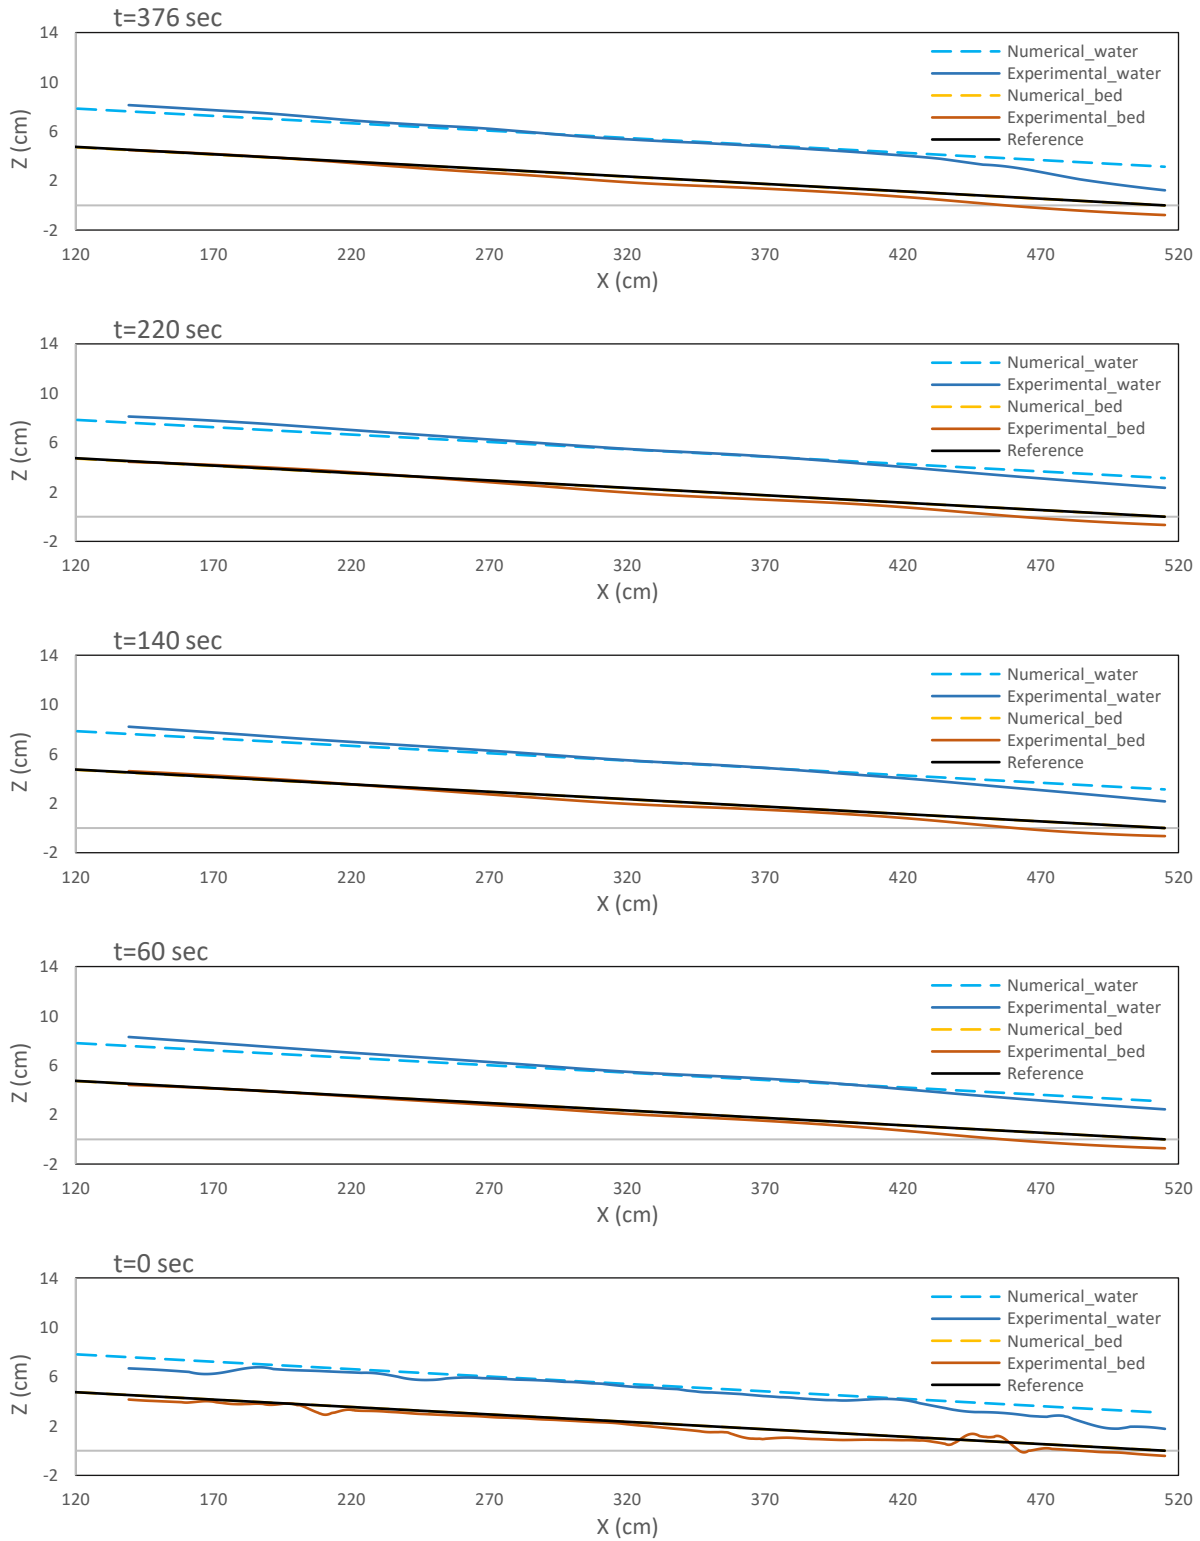 t=376 sec
14
10
6
2
-2
Z (cm)
Numerical_water
Experimental_water
Numerical_bed
Experimental_bed
Reference
120 170 220 270 320 370 420 470 520
X (cm)
t=220 sec
14
10
6
2
-2
Z (cm)
Numerical_water
Experimental_water
Numerical_bed
Experimental_bed
Reference
120 170 220 270 320 370 420 470 520
X (cm)
t=140 sec
14
10
6
2
-2
Z (cm)
Numerical_water
Experimental_water
Numerical_bed
Experimental_bed
Reference
120 170 220 270 320 370 420 470 520
X (cm)
t=60 sec
14
10
6
2
-2
Z (cm)
Numerical_water
Experimental_water
Numerical_bed
Experimental_bed
Reference
120 170 220 270 320 370 420 470 520
X (cm)
t=0 sec
14
10
6
2
-2
Z (cm)
Numerical_water
Experimental_water
Numerical_bed
Experimental_bed
Reference
120 170 220 270 320 370 420 470 520
X (cm)